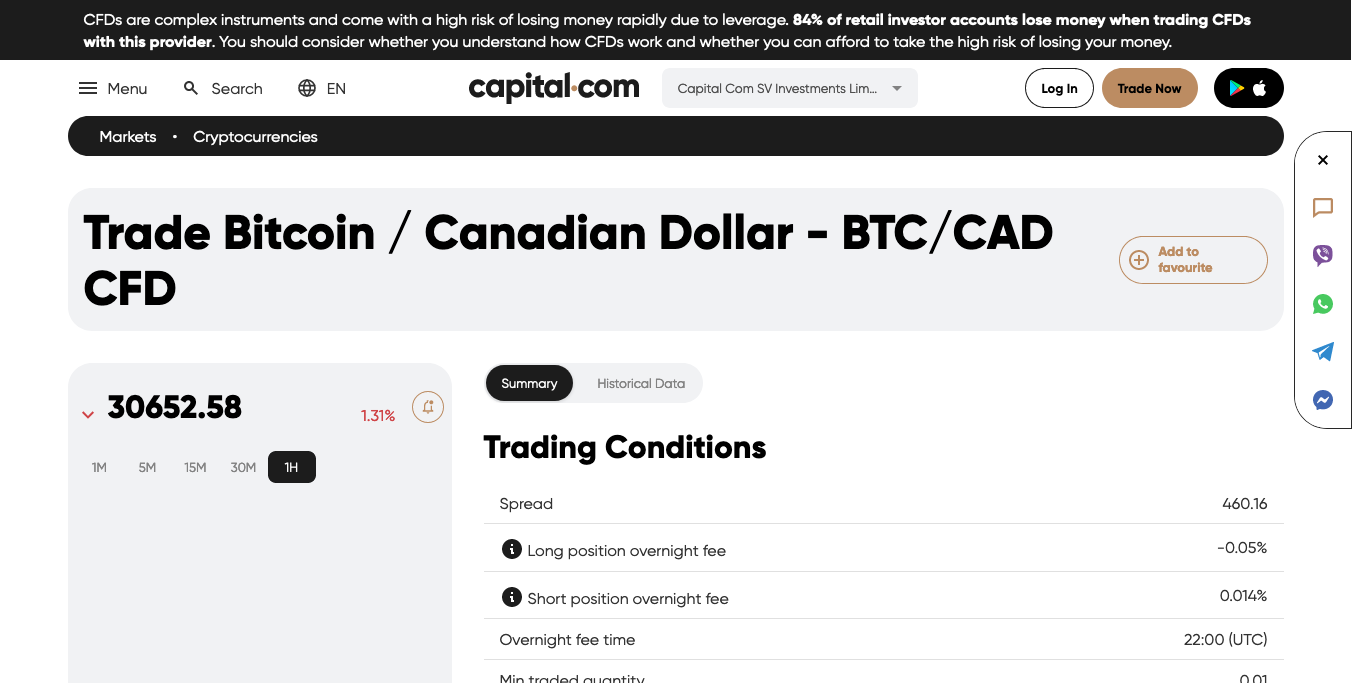 CFDs are complex instruments and come with a high risk of losing money rapidly due to leverage. 84% of retail investor accounts lose money when trading CFDs
with this provider. You should consider whether you understand how CFDs work and whether you can afford to take the high risk of losing your money.
Menu
Search
EN
capital.com
Capital Com SV Investments Lim...
Log In
Trade Now
Markets • Cryptocurrencies
Trade Bitcoin / Canadian Dollar - BTC/CAD
CFD
Add to
favourite
30652.58
1.31%
1M 5M 15M 30M 1H
Summary
Historical Data
Trading Conditions
Spread 460.16
Long position overnight fee -0.05%
Short position overnight fee 0.014%
Overnight fee time 22:00 (UTC)
Min traded quantity 0.01